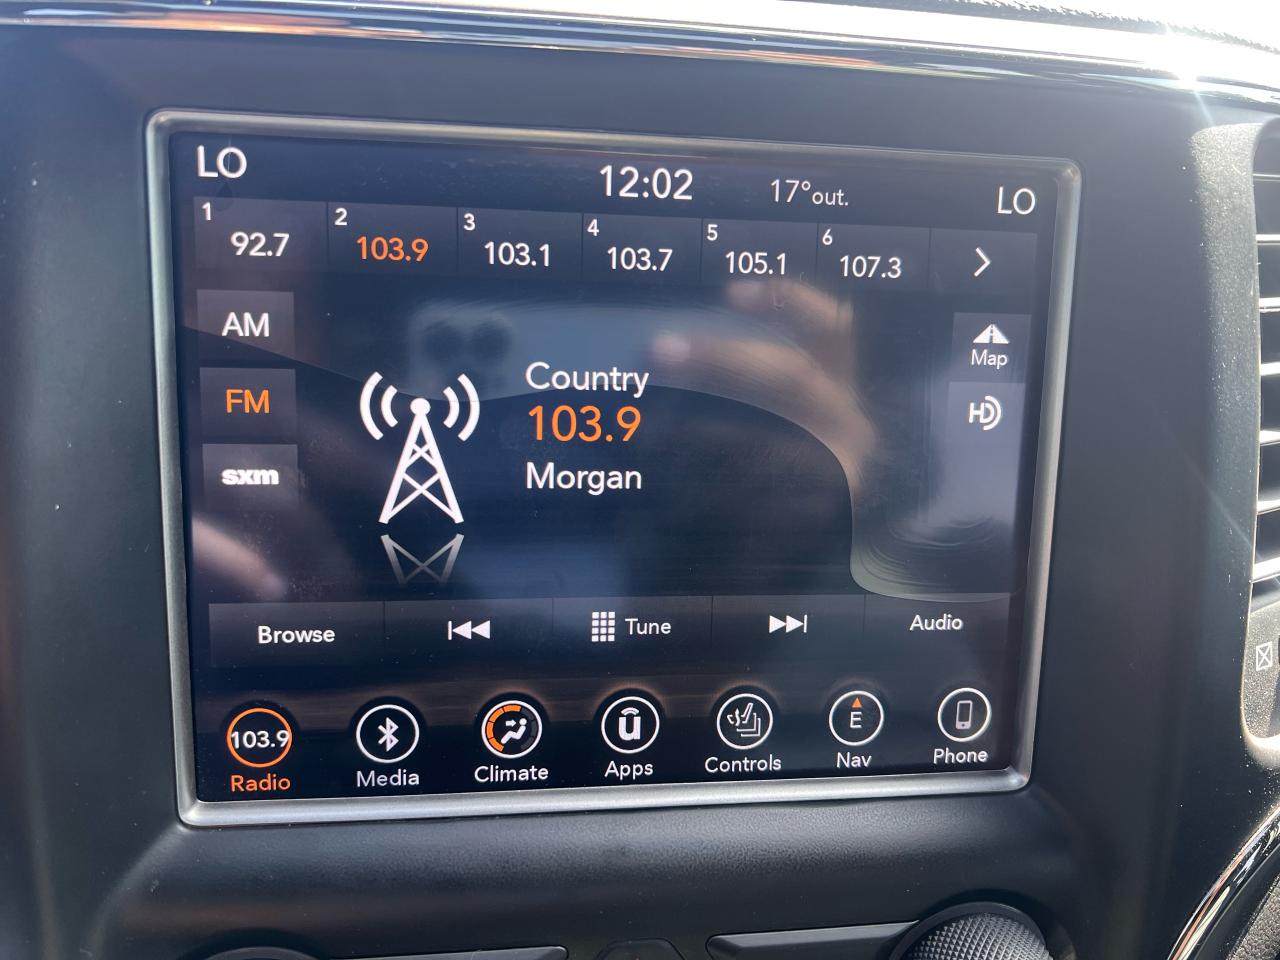 LO 12:02 17°out. LO
1 2 3 4 5 6
92.7 103.9 103.1 103.7 105.1 107.3
AM
FM
sxm
Country
103.9
Morgan
Map
HD
Browse Tune Audio
103.9 E
Radio Media Climate Apps Controls Nav Phone